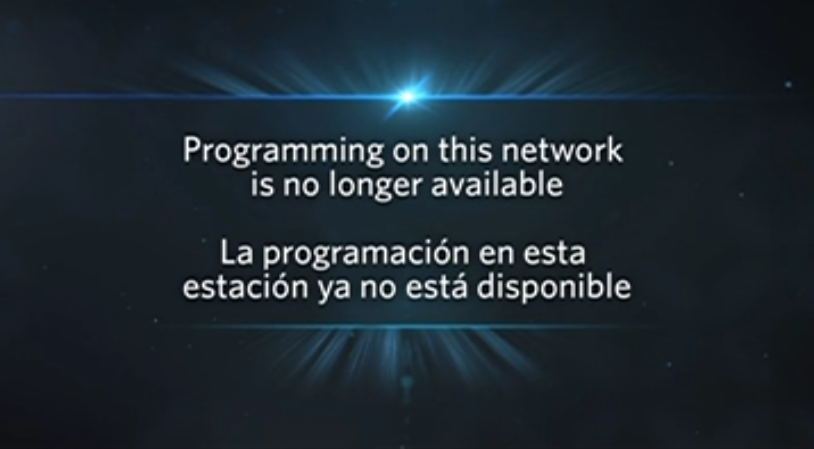 Programming on this network
is no longer available
La programación en esta
estación ya no está disponible